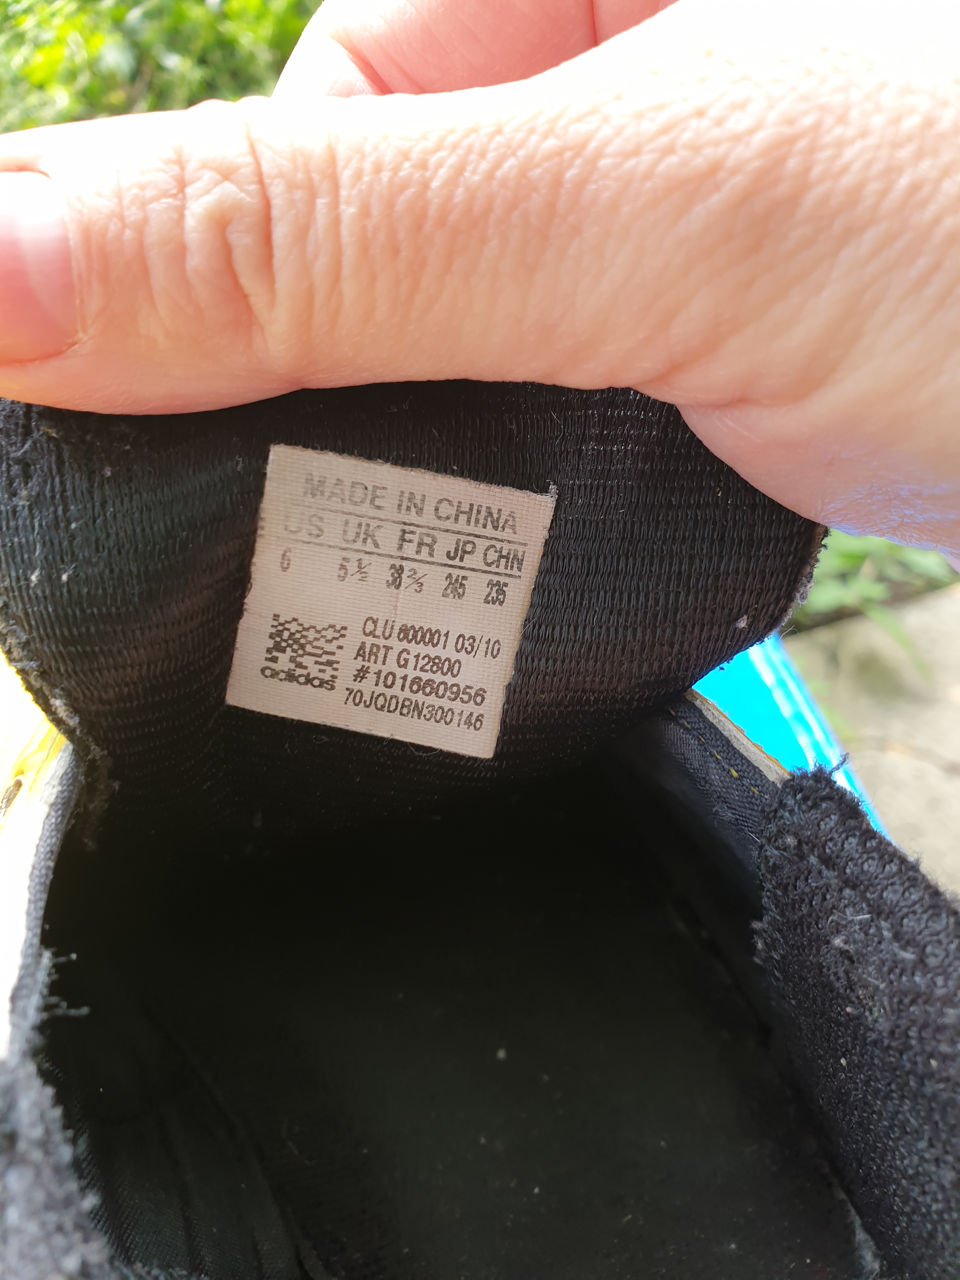 MADE IN CHINA
US UK FR JP CHN
6 5½ 38⅔ 245 235
CLU 600001 03/10
ART G12800
#101660956
70JQDBN300146
adidas